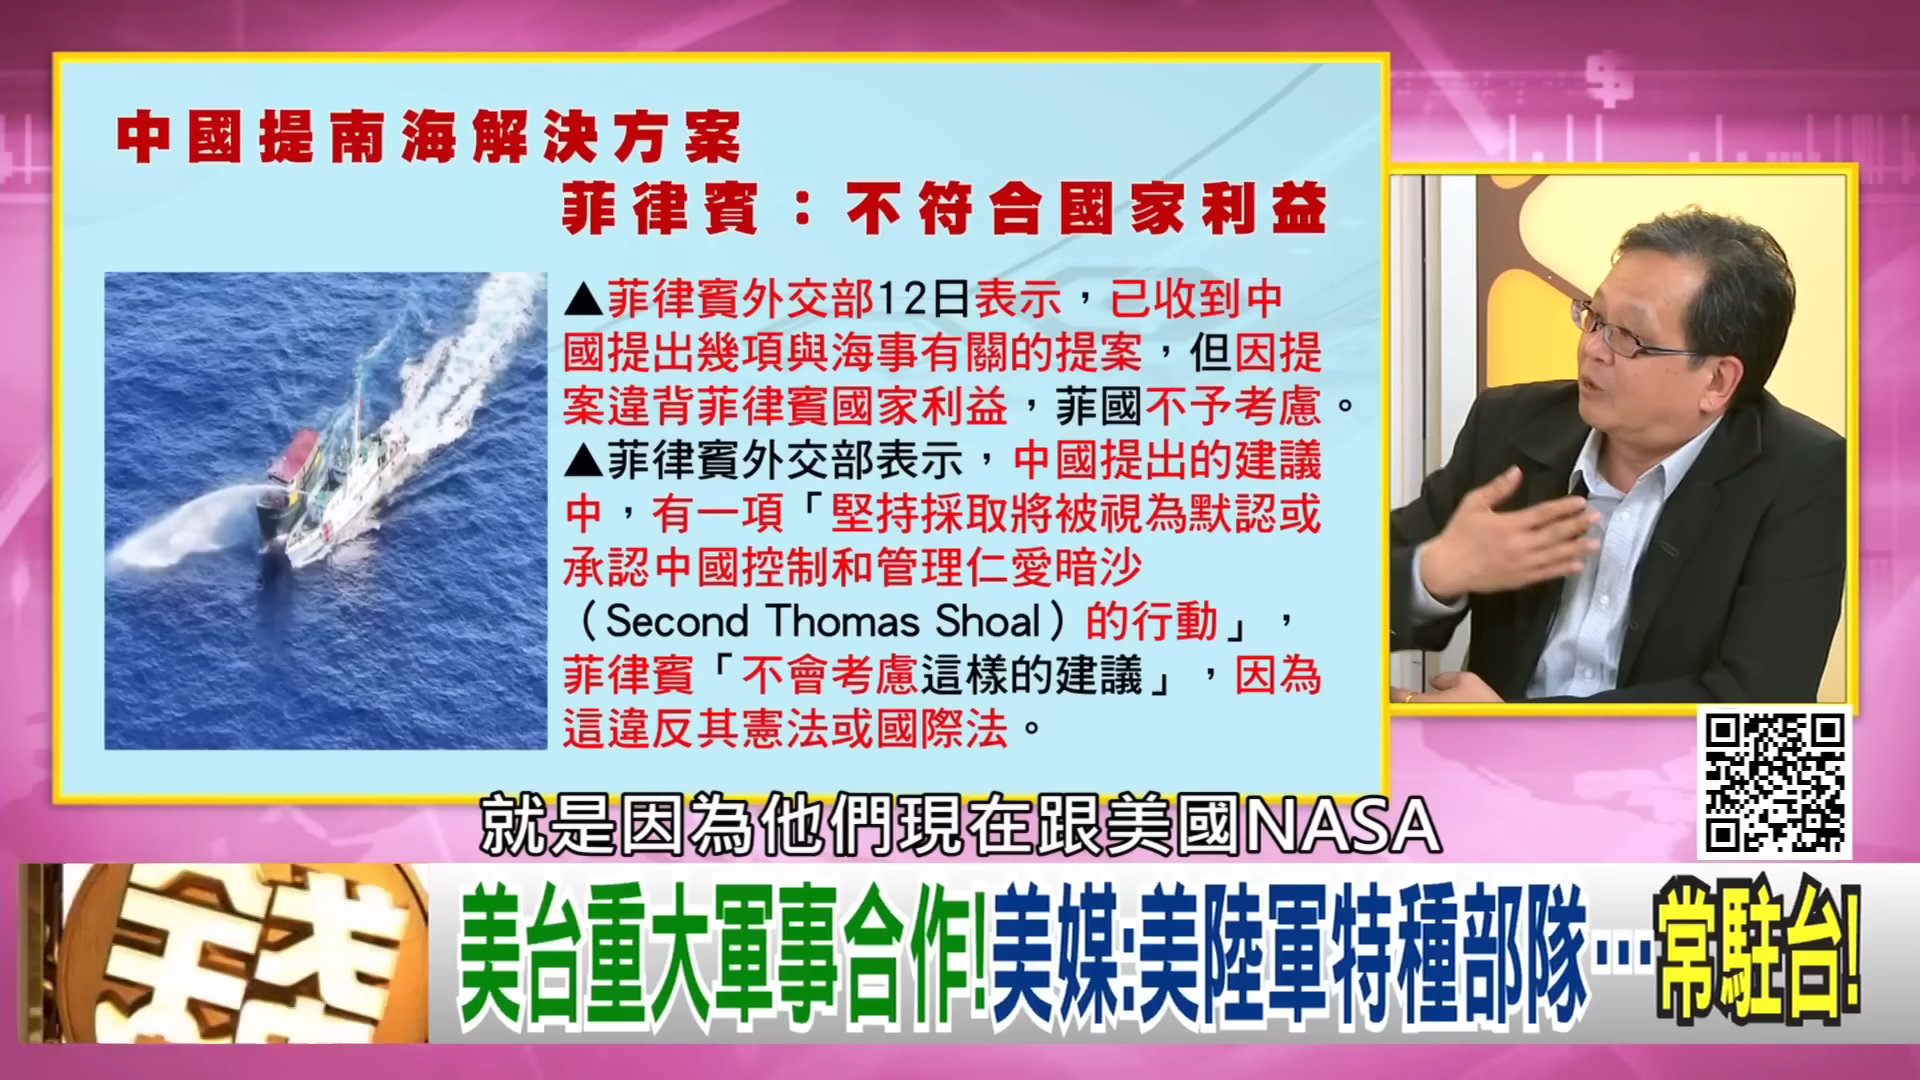 中國提南海解決方案
菲律賓：不符合國家利益
▲菲律賓外交部12日表示，已收到中
國提出幾項與海事有關的提案，但因提
案違背菲律賓國家利益，菲國不予考慮。
▲菲律賓外交部表示，中國提出的建議
中，有一項「堅持採取將被視為默認或
承認中國控制和管理仁愛暗沙
（Second Thomas Shoal）的行動」，
菲律賓「不會考慮這樣的建議」，因為
這違反其憲法或國際法。
就是因為他們現在跟美國NASA
美台重大軍事合作!美媒:美陸軍特種部隊…常駐台!